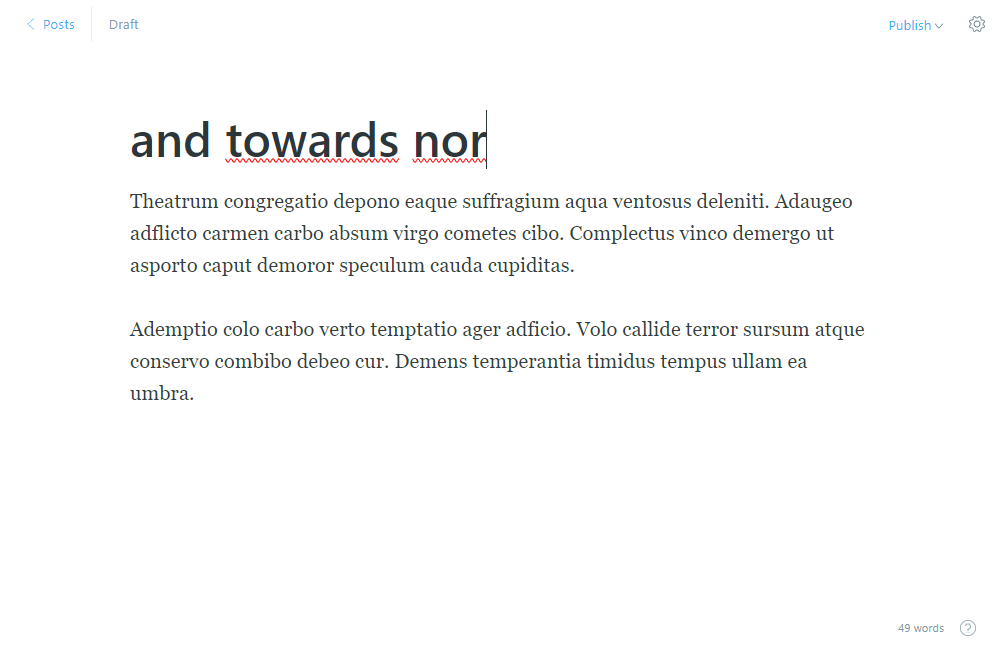 Posts
Draft
Publish
and towards nor
Theatrum congregatio depono eaque suffragium aqua ventosus deleniti. Adaugeo
adflicto carmen carbo absum virgo cometes cibo. Complectus vinco demergo ut
asporto caput demoror speculum cauda cupiditas.
Ademptio colo carbo verto temptatio ager adficio. Volo callide terror sursum atque
conservo combibo debeo cur. Demens temperantia timidus tempus ullam ea
umbra.
49 words
?